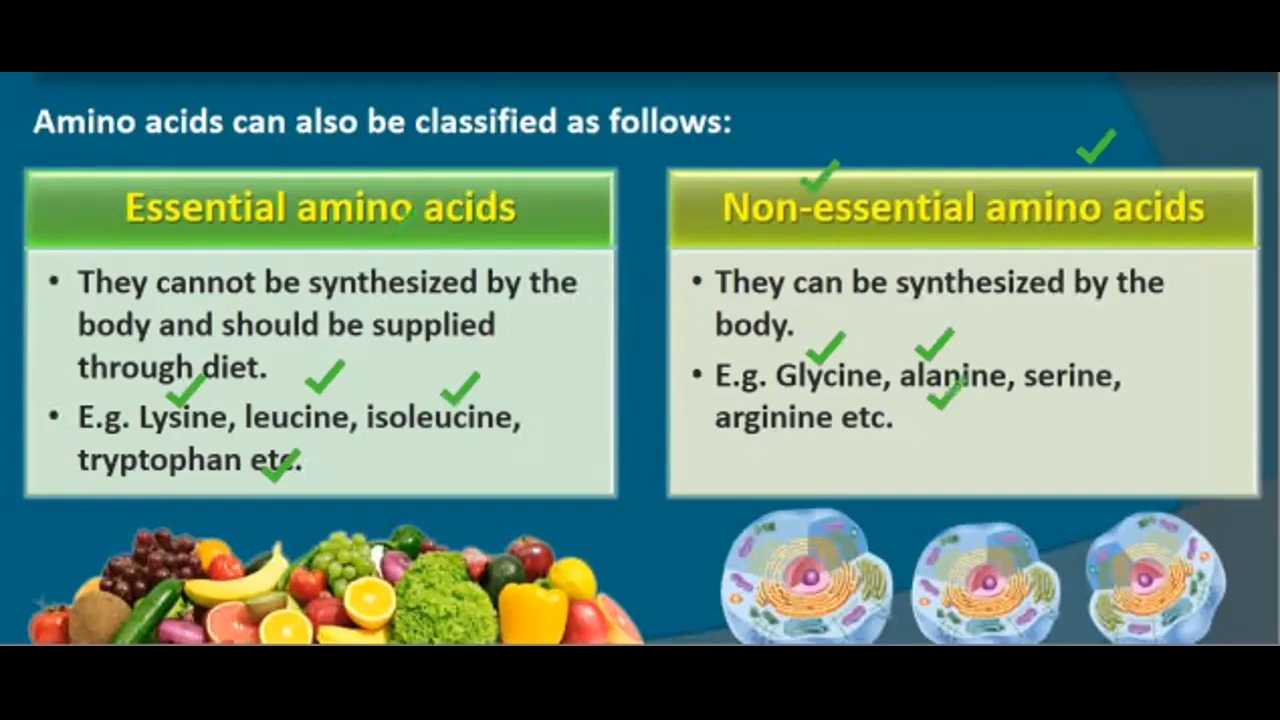 Amino acids can also be classified as follows:
Essential amino acids
• They cannot be synthesized by the
body and should be supplied
through diet.
• E.g. Lysine, leucine, isoleucine,
tryptophan etc.
Non-essential amino acids
• They can be synthesized by the
body.
• E.g. Glycine, alanine, serine,
arginine etc.